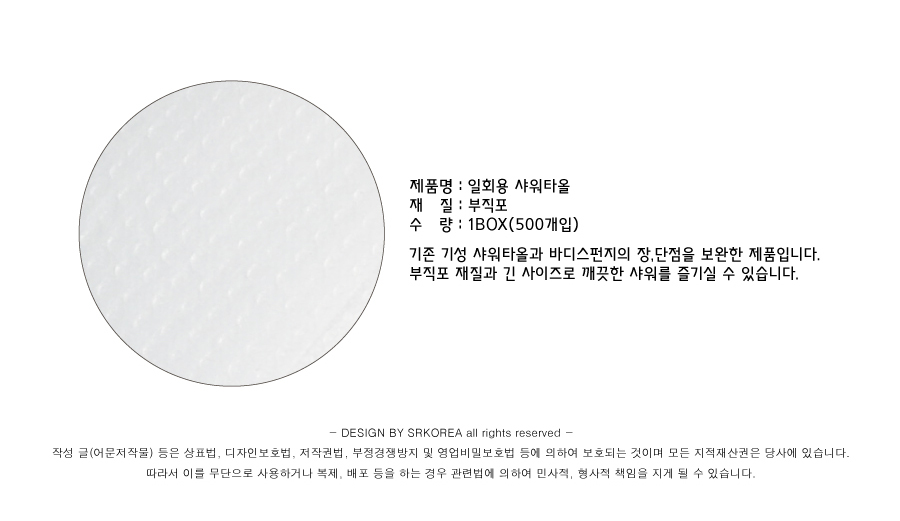 제품명 : 일회용 샤워타올
재 질 : 부직포
수 량 : 1BOX(500개입)
기존 기성 샤워타올과 바디스펀지의 장,단점을 보완한 제품입니다.
부직포 재질과 긴 사이즈로 깨끗한 샤워를 즐기실 수 있습니다.
- DESIGN BY SRKOREA all rights reserved -
작성 글(어문저작물) 등은 상표법, 디자인보호법, 저작권법, 부정경쟁방지 및 영업비밀보호법 등에 의하여 보호되는 것이며 모든 지적재산권은 당사에 있습니다.
따라서 이를 무단으로 사용하거나 복제, 배포 등을 하는 경우 관련법에 의하여 민사적, 형사적 책임을 지게 될 수 있습니다.